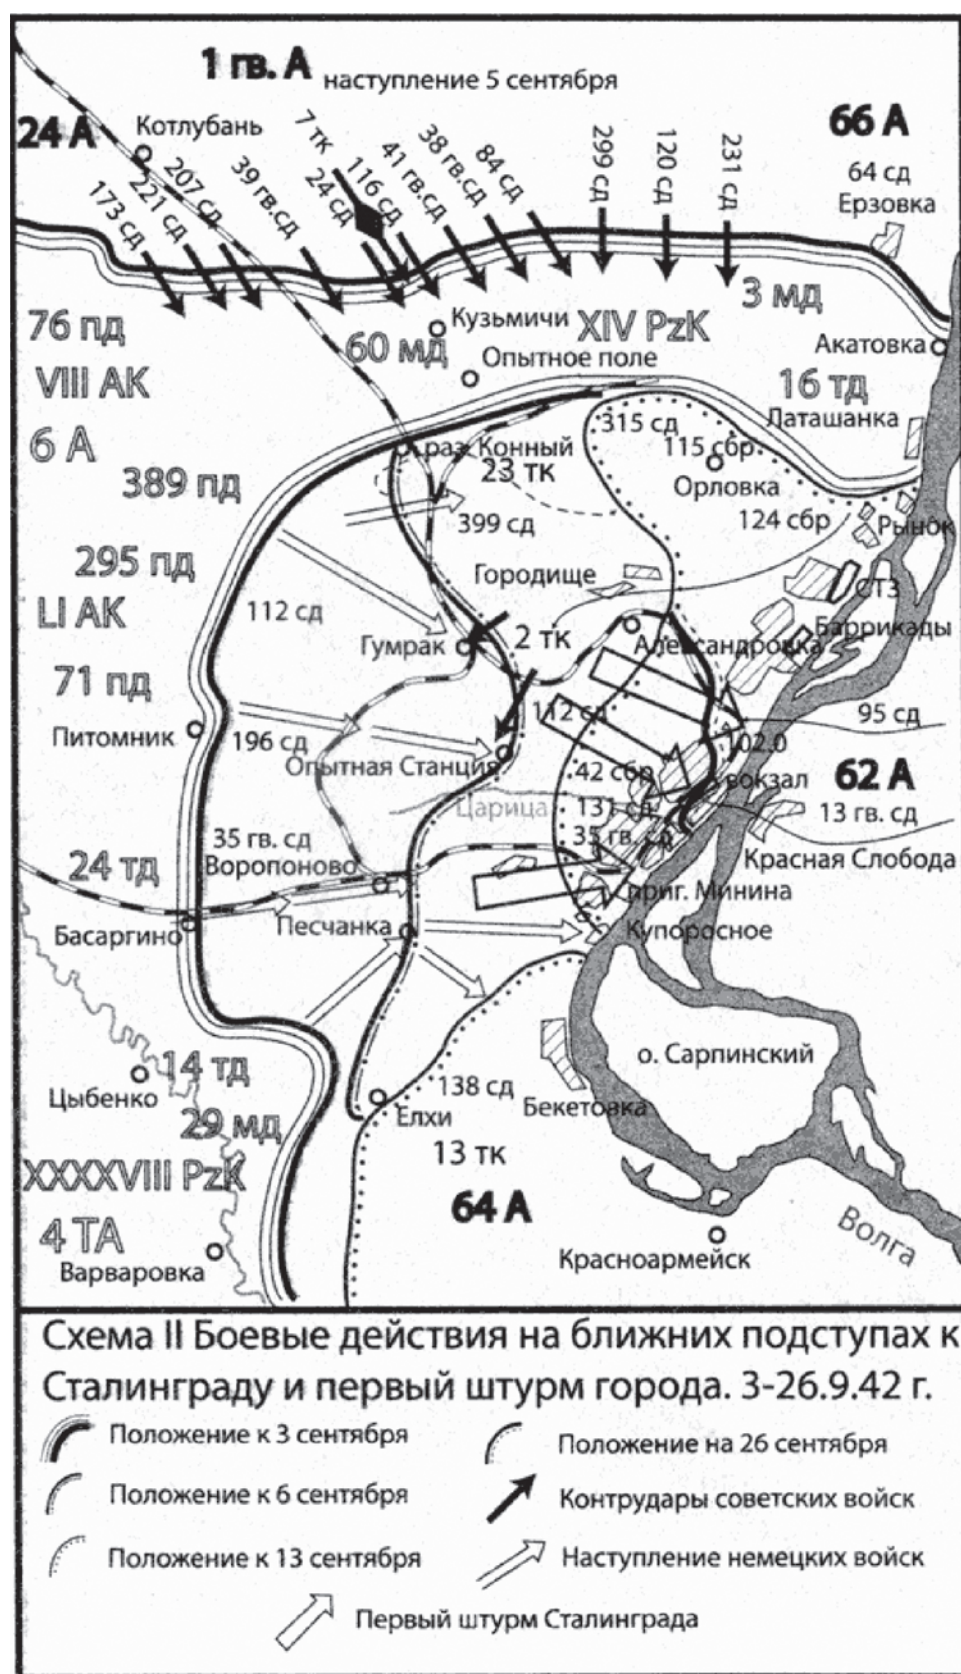 1 гв. А
наступление 5 сентября
24 А
Котлубань
66 А
64 сд
Ерзовка
173 сд
221 сд
207 сд
39 гв.сд
7 тк
24 сд
116 сд
41 гв.сд
38 гв.сд
84 сд
299 сд
120 сд
231 сд
3 мд
76 пд
VIII АК
6 А
60 мд
Кузьмичи
XIV PzK
Опытное поле
Акатовка
16 тд
Латашанка
389 пд
раз. Конный
315 сд
115 сбр
23 тк
Орловка
399 сд
124 сбр
Рынок
295 пд
LI АК
Городище
СТЗ
112 сд
Баррикады
Гумрак
2 тк
Александровка
71 пд
Питомник
196 сд
112 сд
95 сд
102.0
Опытная Станция
42 сбр
вокзал
62 А
Царица
131 сд
13 гв. сд
35 гв. сд
35 гв. сд
Красная Слобода
24 тд
Воропоново
приг. Минина
Басаргино
Песчанка
Купоросное
о. Сарпинский
14 тд
Цыбенко
138 сд
Бекетовка
29 мд
Елхи
13 тк
XXXXVIII PzK
64 А
4 ТА
Волга
Варваровка
Красноармейск
Схема II Боевые действия на ближних подступах к
Сталинграду и первый штурм города. 3-26.9.42 г.
Положение к 3 сентября
Положение на 26 сентября
Положение к 6 сентября
Контрудары советских войск
Положение к 13 сентября
Наступление немецких войск
Первый штурм Сталинграда